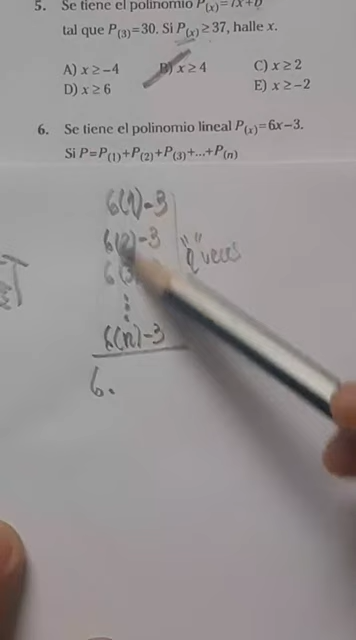 5. Se tiene el polinomio P(x)=7x+b
tal que P(3)=30. Si P(x)≥37, halle x.
A) x≥-4 B) x≥4 C) x≥2
D) x≥6 E) x≥-2
6. Se tiene el polinomio lineal P(x)=6x-3.
Si P=P(1)+P(2)+P(3)+...+P(n)
6(1)-3
6(2)-3 "n" veces
6(3)
⋮
6(n)-3
6.